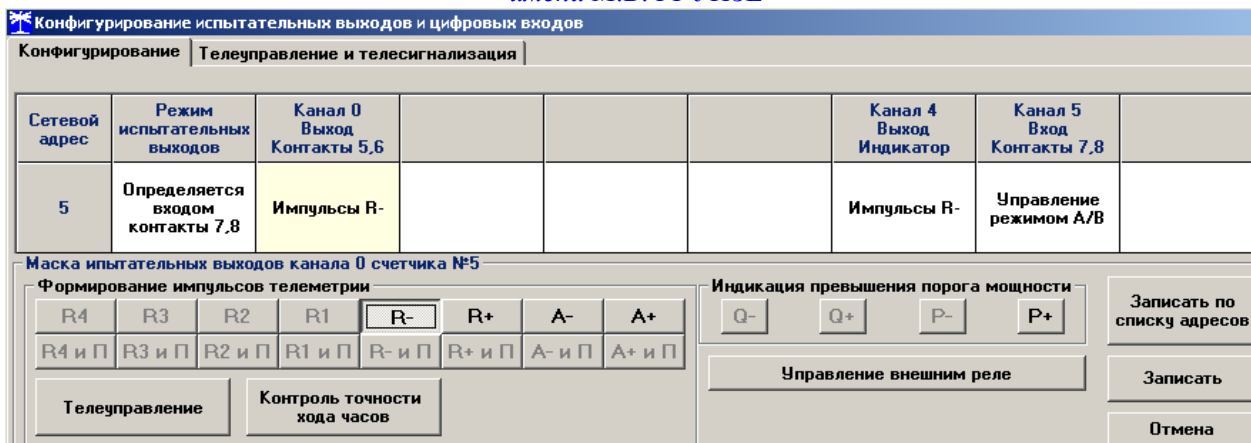 Конфигурирование испытательных выходов и цифровых входов
Конфигурирование Телеуправление и телесигнализация
Сетевой адрес
Режим испытательных выходов
Канал 0 Выход Контакты 5,6
Канал 4 Выход Индикатор
Канал 5 Вход Контакты 7,8
5
Определяется входом контакты 7,8
Импульсы R-
Импульсы R-
Управление режимом А/В
Маска ипытательных выходов канала 0 счетчика №5
Формирование импульсов телеметрии
R4 R3 R2 R1 R- R+ A- A+
R4 и П R3 и П R2 и П R1 и П R- и П R+ и П A- и П A+ и П
Телеуправление
Контроль точности хода часов
Индикация превышения порога мощности
Q- Q+ P- P+
Управление внешним реле
Записать по списку адресов
Записать
Отмена